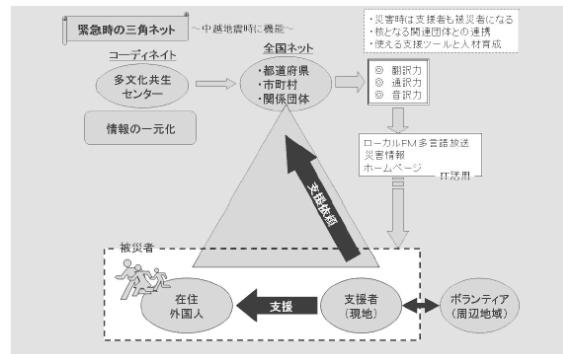 緊急時の三角ネット ～中越地震時に機能～
・災害時は支援者も被災者になる
・核となる関連団体との連携
・使える支援ツールと人材育成
コーディネイト
多文化共生
センター
情報の一元化
全国ネット
・都道府県
・市町村
・関係団体
◎ 翻訳力
◎ 通訳力
◎ 音訳力
ローカルFM多言語放送
災害情報
ホームページ
IT活用
支援依頼
被災者
在住
外国人
支援
支援者
（現地）
ボランティア
（周辺地域）